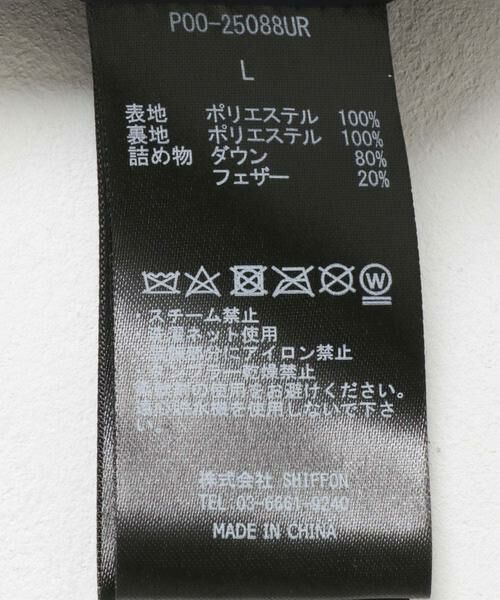 P00-25088UR
L
表地 ポリエステル 100%
裏地 ポリエステル 100%
詰め物 ダウン 80%
フェザー 20%
W
スチーム禁止
ネット使用
アイロン禁止
禁止
をお避けください。
を使用しないで下さ
い。
株式会社 SHIFFON
TEL 03-6661-9240
MADE IN CHINA